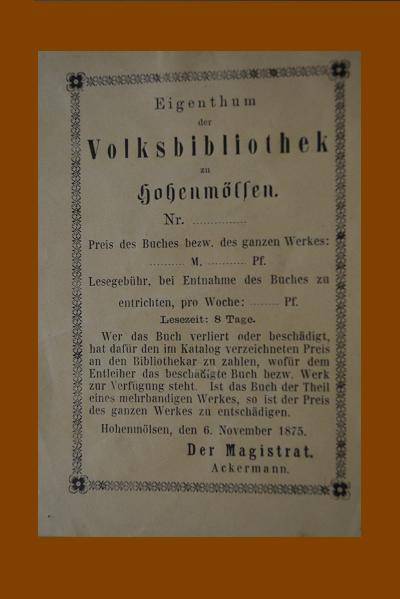 Eigenthum
der
Volksbibliothek
zu
Hohenmölsen.
Nr. ................
Preis des Buches bezw. des ganzen Werkes:
.......... M. ........... Pf.
Lesegebühr, bei Entnahme des Buches zu
entrichten, pro Woche: ........ Pf.
Lesezeit: 8 Tage.
Wer das Buch verliert oder beschädigt,
hat dafür den im Katalog verzeichneten Preis
an den Bibliothekar zu zahlen, wofür dem
Entleiher das beschädigte Buch bezw. Werk
zur Verfügung steht. Ist das Buch der Theil
eines mehrbandigen Werkes, so ist der Preis
des ganzen Werkes zu entschädigen.
Hohenmölsen, den 6. November 1875.
Der Magistrat.
Ackermann.